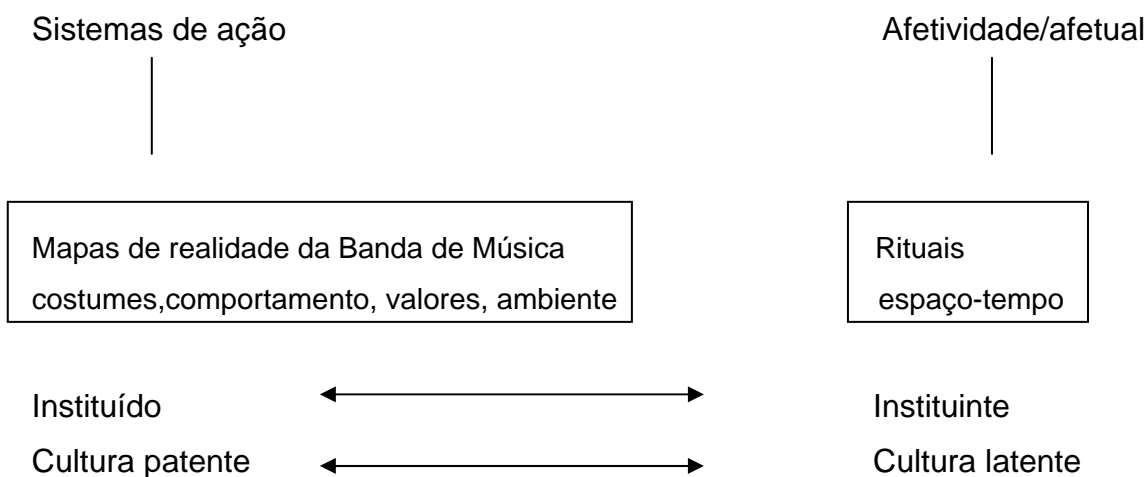 Sistemas de ação Afetividade/afetual
Mapas de realidade da Banda de Música
costumes,comportamento, valores, ambiente
Rituais
espaço-tempo
Instituído Instituinte
Cultura patente Cultura latente